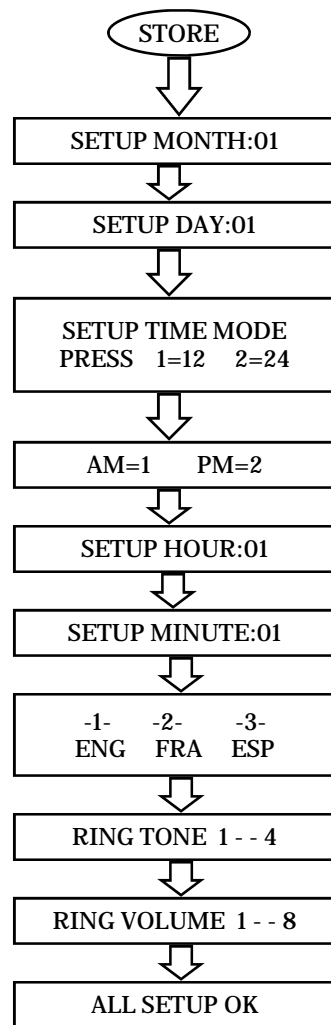 STORE
SETUP MONTH:01
SETUP DAY:01
SETUP TIME MODE
PRESS 1=12 2=24
AM=1 PM=2
SETUP HOUR:01
SETUP MINUTE:01
-1- -2- -3-
ENG FRA ESP
RING TONE 1 - - 4
RING VOLUME 1 - - 8
ALL SETUP OK